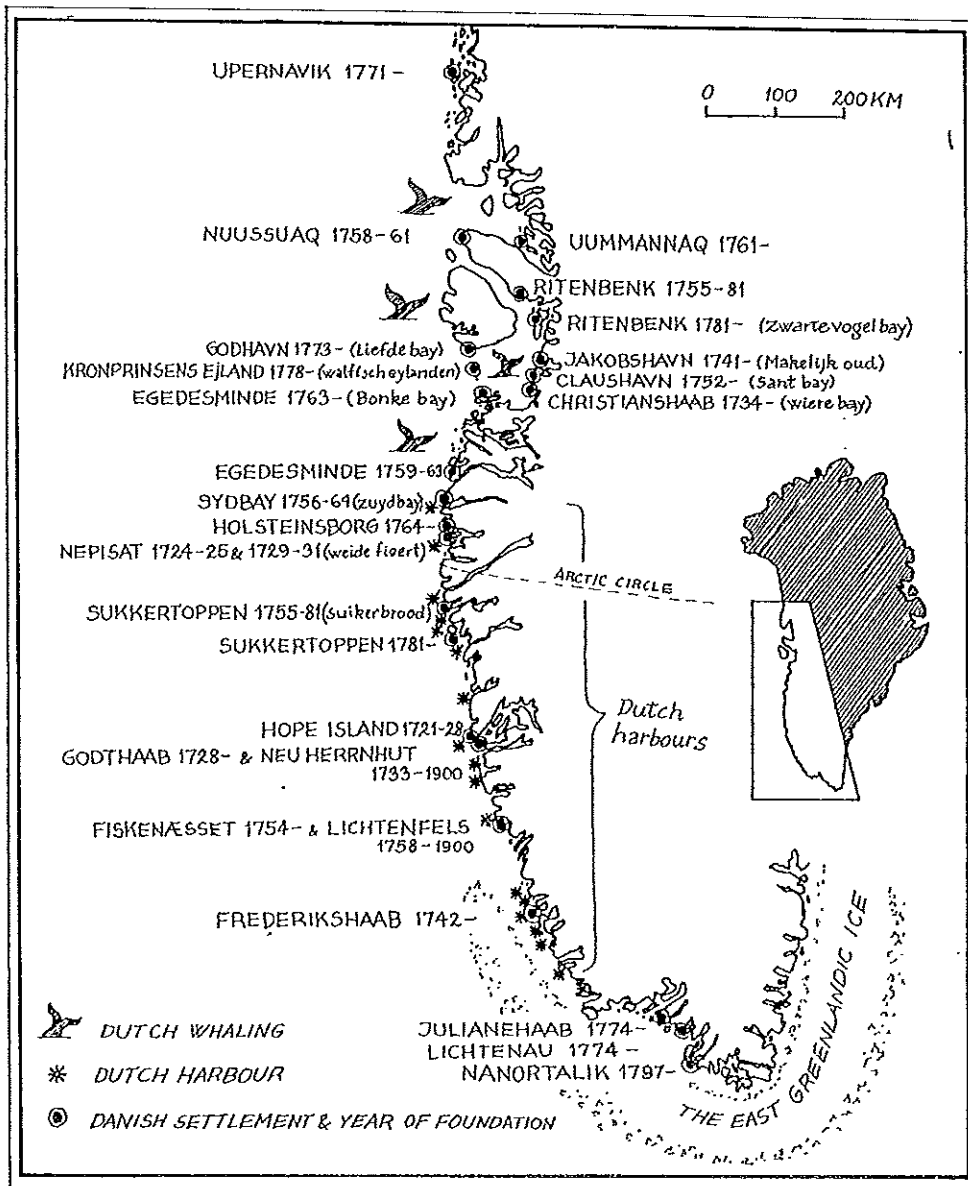 UPERNAVIK 1771-
0 100 200 KM
NUUSSUAQ 1758-61
UUMMANNAQ 1761-
RITENBENK 1755-81
RITENBENK 1781- (Zwarte vogel bay)
GODHAVN 1773-(Liefde bay)
JAKOBSHAVN 1741- (Makelijk oud)
KRONPRINSENS EJLAND 1778-(walfisch eylanden)
CLAUSHAVN 1752- (Sant bay)
EGEDESMINDE 1763-(Bonke bay)
CHRISTIANSHAAB 1734- (wiere bay)
EGEDESMINDE 1759-63
SYDBAY 1756-64(zuydbay)
HOLSTEINSBORG 1764-
NEPISAT 1724-25 & 1729-31(weide fioert)
ARCTIC CIRCLE
SUKKERTOPPEN 1755-81(suikerbrood)
SUKKERTOPPEN 1781-
Dutch
harbours
HOPE ISLAND 1721-28
GODTHAAB 1728- & NEU HERRNHUT
1733-1900
FISKENÆSSET 1754- & LICHTENFELS
1758-1900
FREDERIKSHAAB 1742-
THE EAST GREENLANDIC ICE
DUTCH WHALING
JULIANEHAAB 1774-
LICHTENAU 1774-
DUTCH HARBOUR
NANORTALIK 1797-
DANISH SETTLEMENT & YEAR OF FOUNDATION